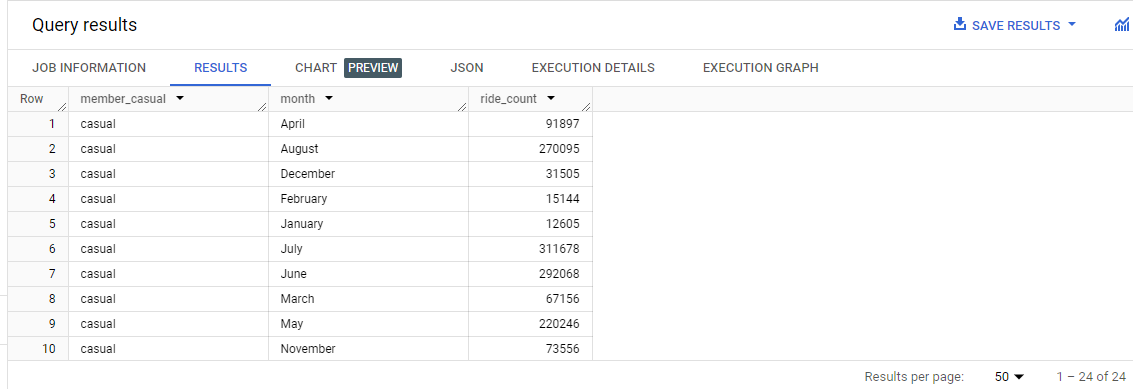 Query results SAVE RESULTS
JOB INFORMATION RESULTS CHART PREVIEW JSON EXECUTION DETAILS EXECUTION GRAPH
Row member_casual month ride_count
1 casual April 91897
2 casual August 270095
3 casual December 31505
4 casual February 15144
5 casual January 12605
6 casual July 311678
7 casual June 292068
8 casual March 67156
9 casual May 220246
10 casual November 73556
Results per page: 50 1 – 24 of 24